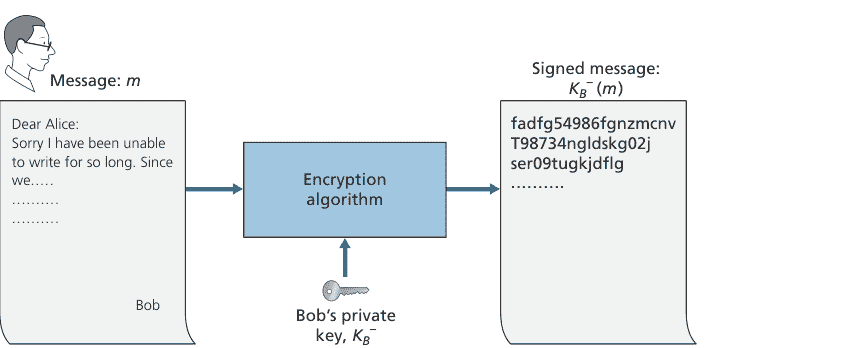 Message: m
Dear Alice:
Sorry I have been unable
to write for so long. Since
we.....
..........
..........
Bob
Encryption
algorithm
Bob's private
key, K_B^−
Signed message:
K_B^− (m)
fadfg54986fgnzmcnv
T98734ngldskg02j
ser09tugkjdflg
..........